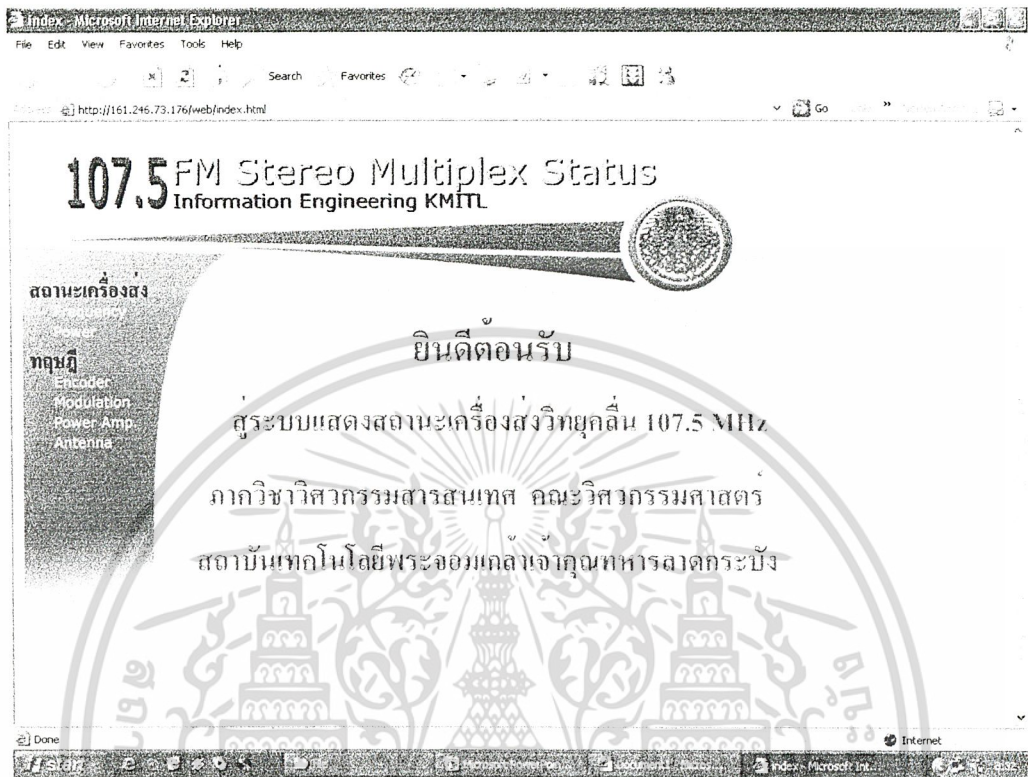 index - Microsoft Internet Explorer
File Edit View Favorites Tools Help
Search Favorites
http://161.246.73.176/web/index.html Go
107.5 FM Stereo Multiplex Status
Information Engineering KMITL
สถานะเครื่องส่ง
Frequency
Power
ทฤษฎี
Encoder
Modulation
Power Amp.
Antenna
ยินดีต้อนรับ
สู่ระบบแสดงสถานะเครื่องส่งวิทยุคลื่น 107.5 MHz
ภาควิชาวิศวกรรมสารสนเทศ คณะวิศวกรรมศาสตร์
สถาบันเทคโนโลยีพระจอมเกล้าเจ้าคุณทหารลาดกระบัง
Done Internet
start Microsoft PowerPoin... Document1 - Micros... index - Microsoft Int...